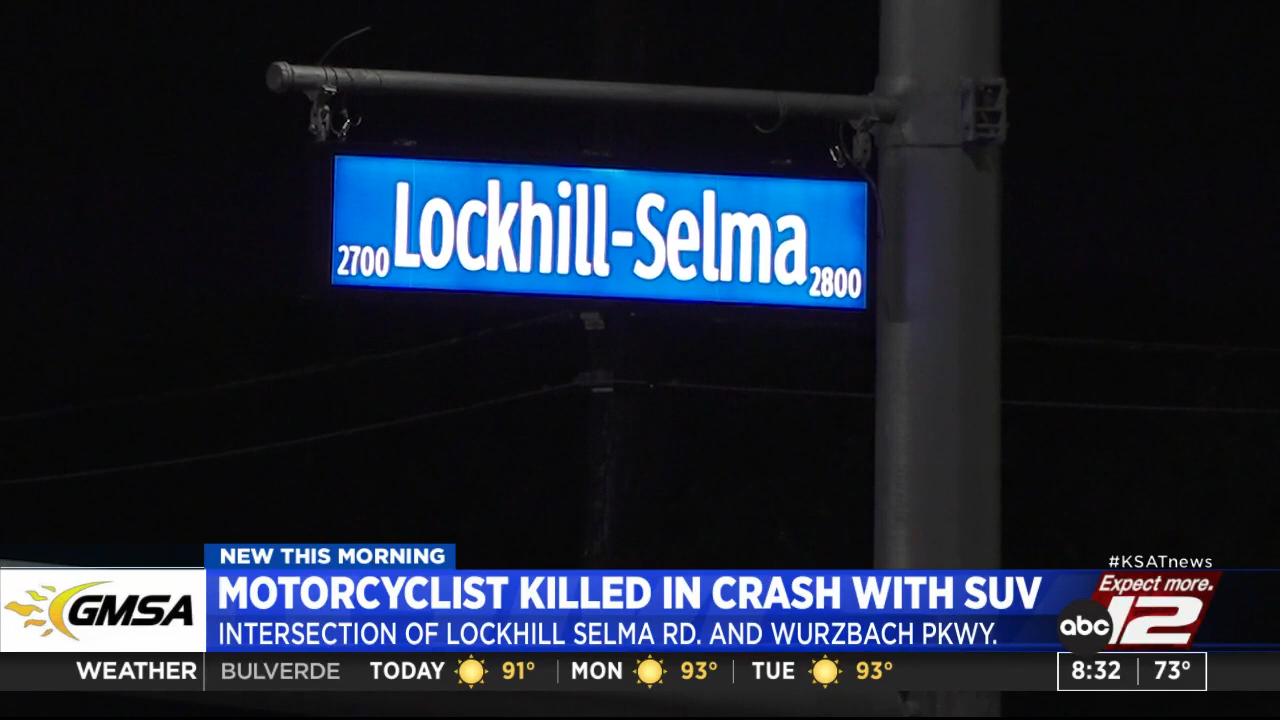 Lockhill-Selma
2700
2800
NEW THIS MORNING
#KSATnews
MOTORCYCLIST KILLED IN CRASH WITH SUV
Expect more.
GMSA
abc 12
INTERSECTION OF LOCKHILL SELMA RD. AND WURZBACH PKWY.
WEATHER BULVERDE TODAY 91° MON 93° TUE 93° 8:32 73°